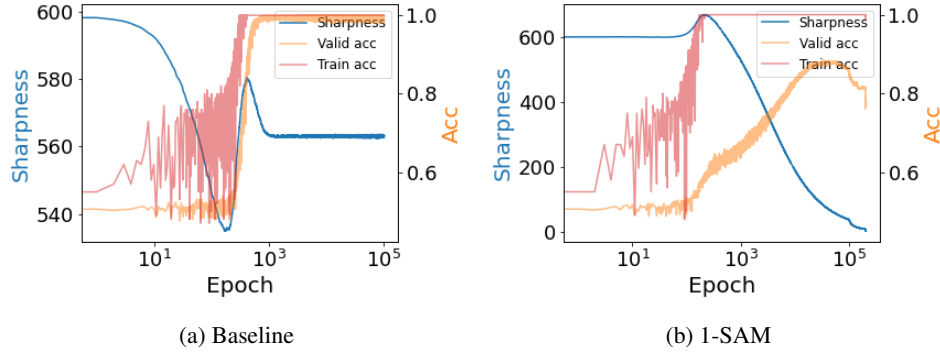 600
580
560
540
Sharpness
Sharpness
Valid acc
Train acc
1.0
0.8
0.6
Acc
10^1
10^3
10^5
Epoch
(a) Baseline
600
400
200
0
Sharpness
Sharpness
Valid acc
Train acc
1.0
0.8
0.6
Acc
10^1
10^3
10^5
Epoch
(b) 1-SAM